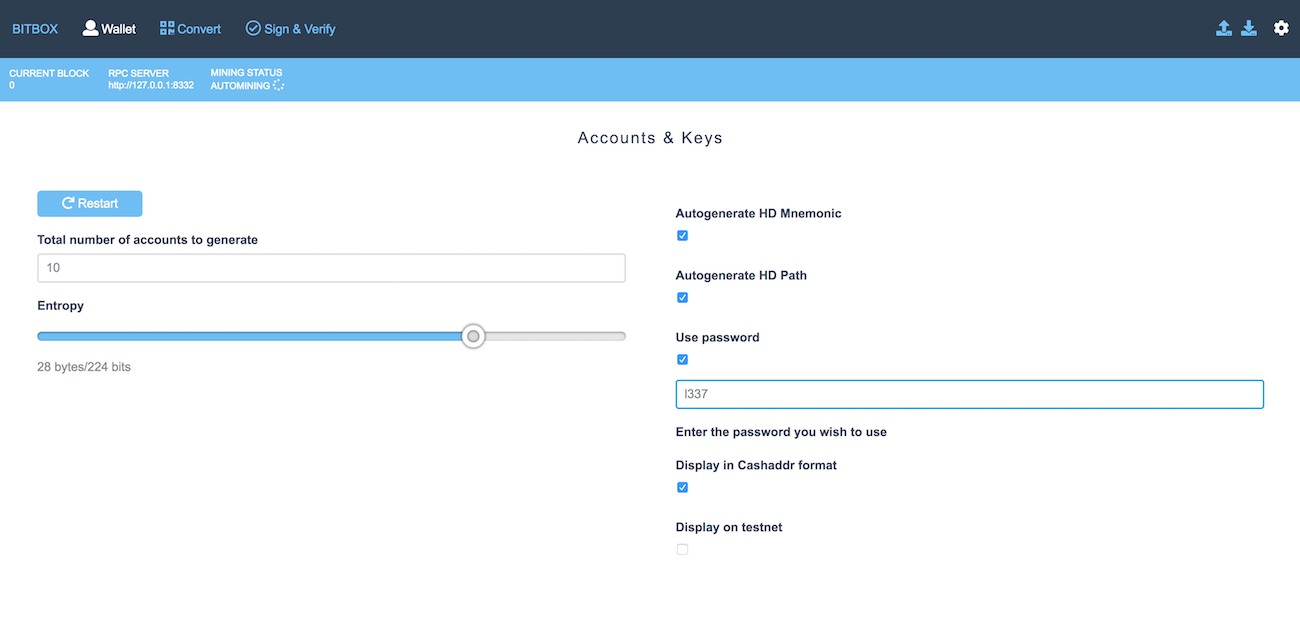 BITBOX Wallet Convert Sign & Verify
CURRENT BLOCK RPC SERVER MINING STATUS
0 http://127.0.0.1:8332 AUTOMINING
Accounts & Keys
Restart
Total number of accounts to generate
10
Entropy
28 bytes/224 bits
Autogenerate HD Mnemonic
Autogenerate HD Path
Use password
l337
Enter the password you wish to use
Display in Cashaddr format
Display on testnet